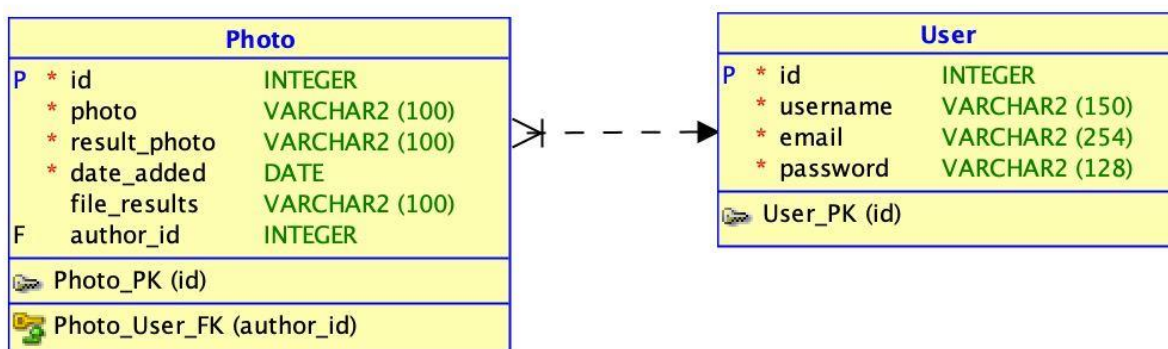 Photo
P * id INTEGER
* photo VARCHAR2 (100)
* result_photo VARCHAR2 (100)
* date_added DATE
file_results VARCHAR2 (100)
F author_id INTEGER
Photo_PK (id)
Photo_User_FK (author_id)
User
P * id INTEGER
* username VARCHAR2 (150)
* email VARCHAR2 (254)
* password VARCHAR2 (128)
User_PK (id)